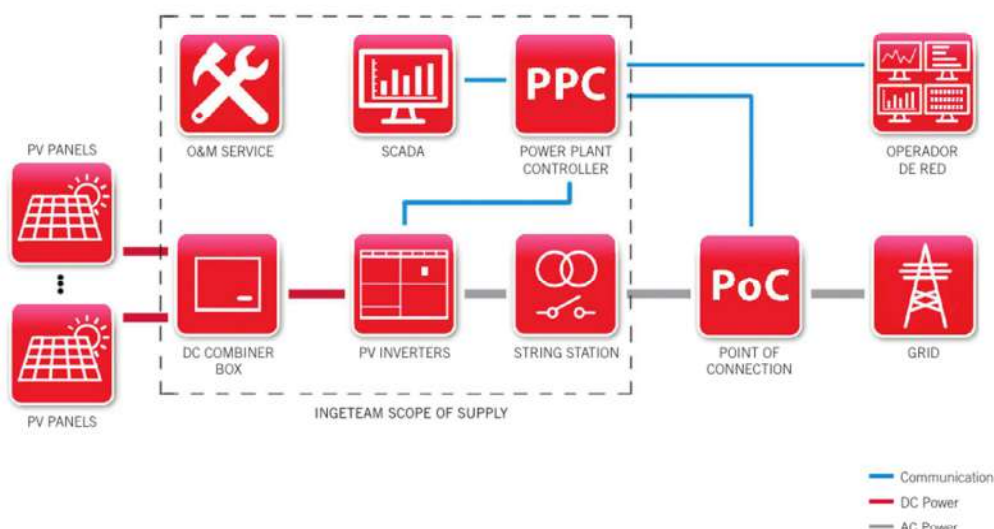 PV PANELS
O&M SERVICE
SCADA
PPC
POWER PLANT
CONTROLLER
OPERADOR
DE RED
PV PANELS
DC COMBINER
BOX
PV INVERTERS
STRING STATION
PoC
POINT OF
CONNECTION
GRID
INGETEAM SCOPE OF SUPPLY
Communication
DC Power
AC Power